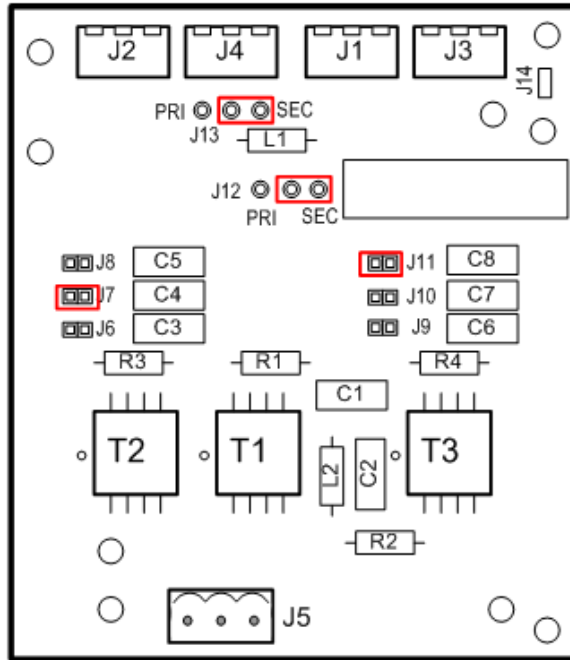 J2 J4 J1 J3
J14
PRI SEC
J13 L1
J12
PRI SEC
J8 C5 J11 C8
J7 C4 J10 C7
J6 C3 J9 C6
R3 R1 R4
C1
T2 T1 T3
L2 C2
R2
J5